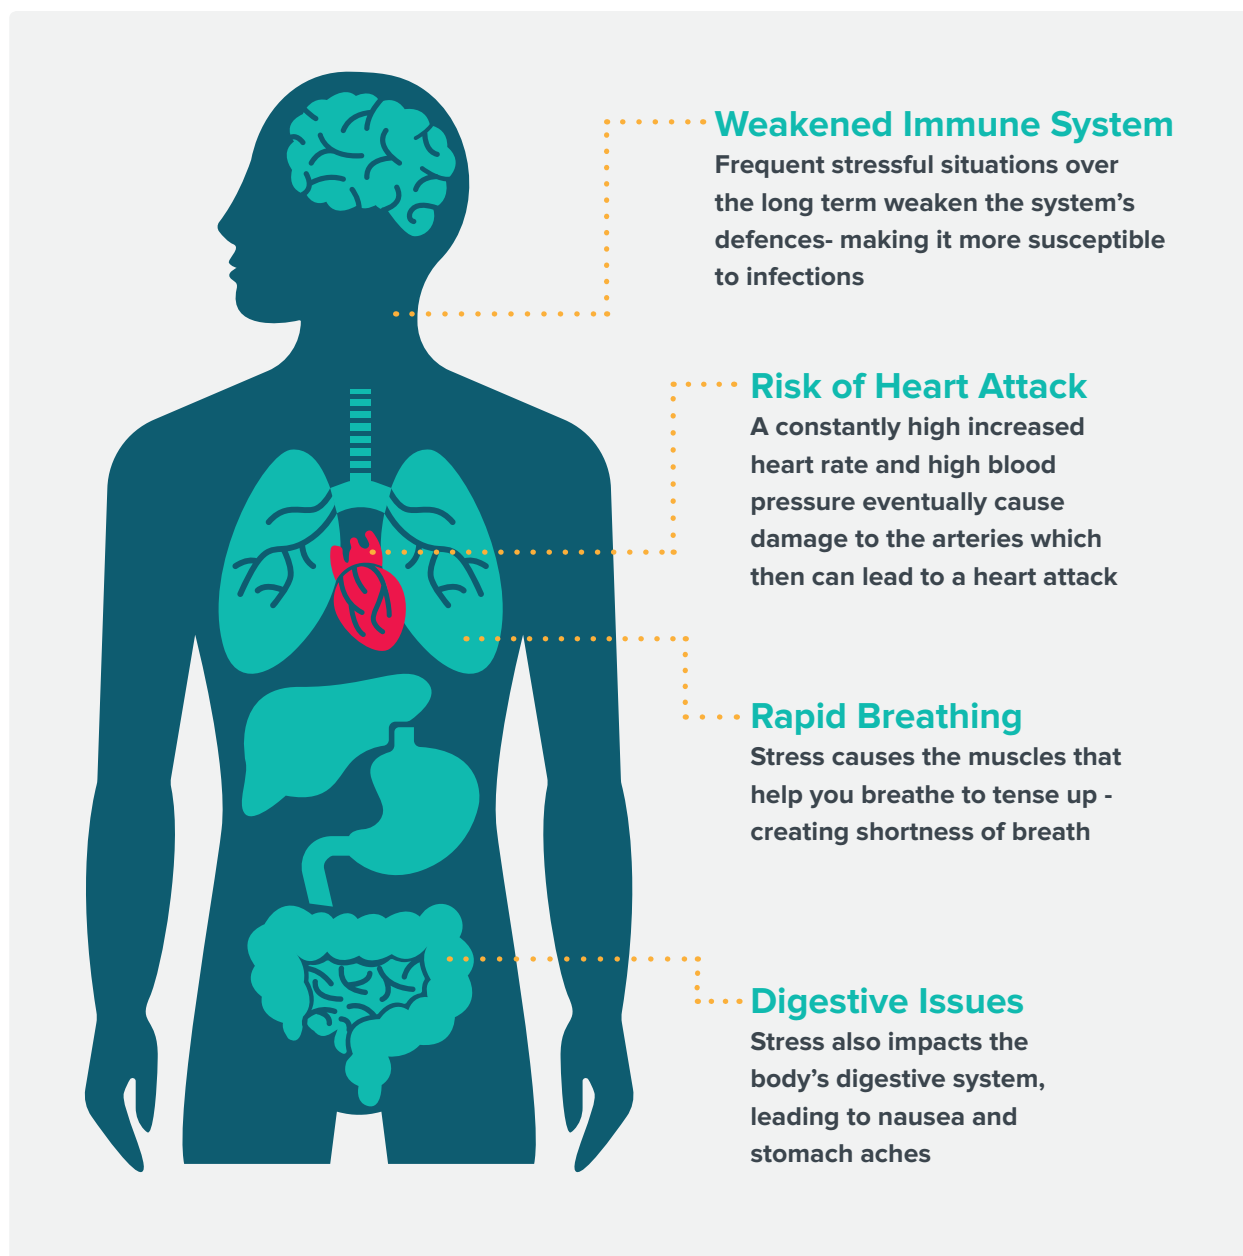 Weakened Immune System
Frequent stressful situations over
the long term weaken the system’s
defences- making it more susceptible
to infections
Risk of Heart Attack
A constantly high increased
heart rate and high blood
pressure eventually cause
damage to the arteries which
then can lead to a heart attack
Rapid Breathing
Stress causes the muscles that
help you breathe to tense up -
creating shortness of breath
Digestive Issues
Stress also impacts the
body’s digestive system,
leading to nausea and
stomach aches